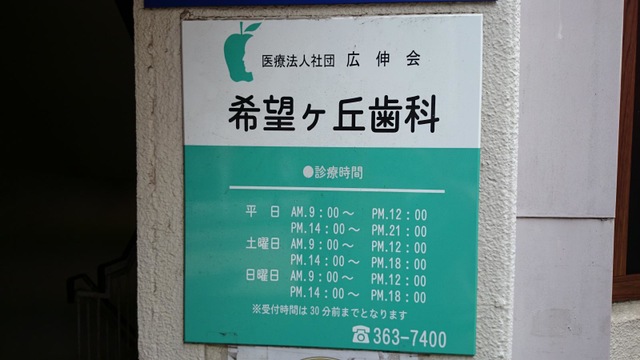 医療法人社団 広伸会
希望ヶ丘歯科
●診療時間
平 日 AM.9:00～ PM.12:00
PM.14:00～ PM.21:00
土曜日 AM.9:00～ PM.12:00
PM.14:00～ PM.18:00
日曜日 AM.9:00～ PM.12:00
PM.14:00～ PM.18:00
※受付時間は30分前までとなります
☎363-7400